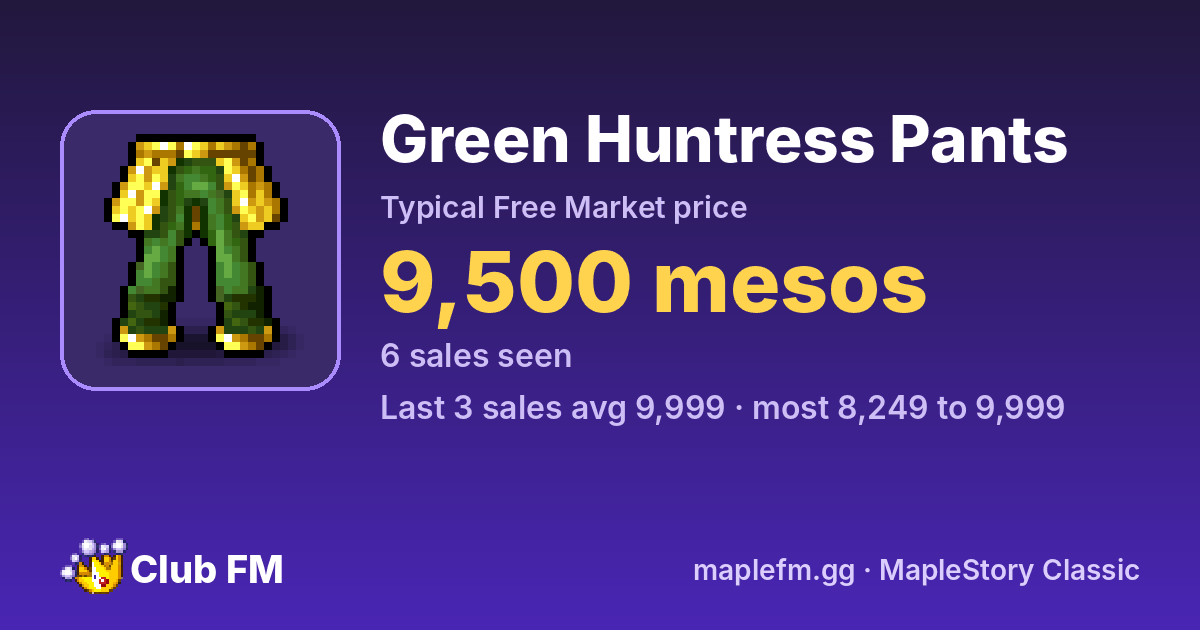 Green Huntress Pants
Typical Free Market price
9,500 mesos
6 sales seen
Last 3 sales avg 9,999 · most 8,249 to 9,999
Club FM
maplefm.gg · MapleStory Classic